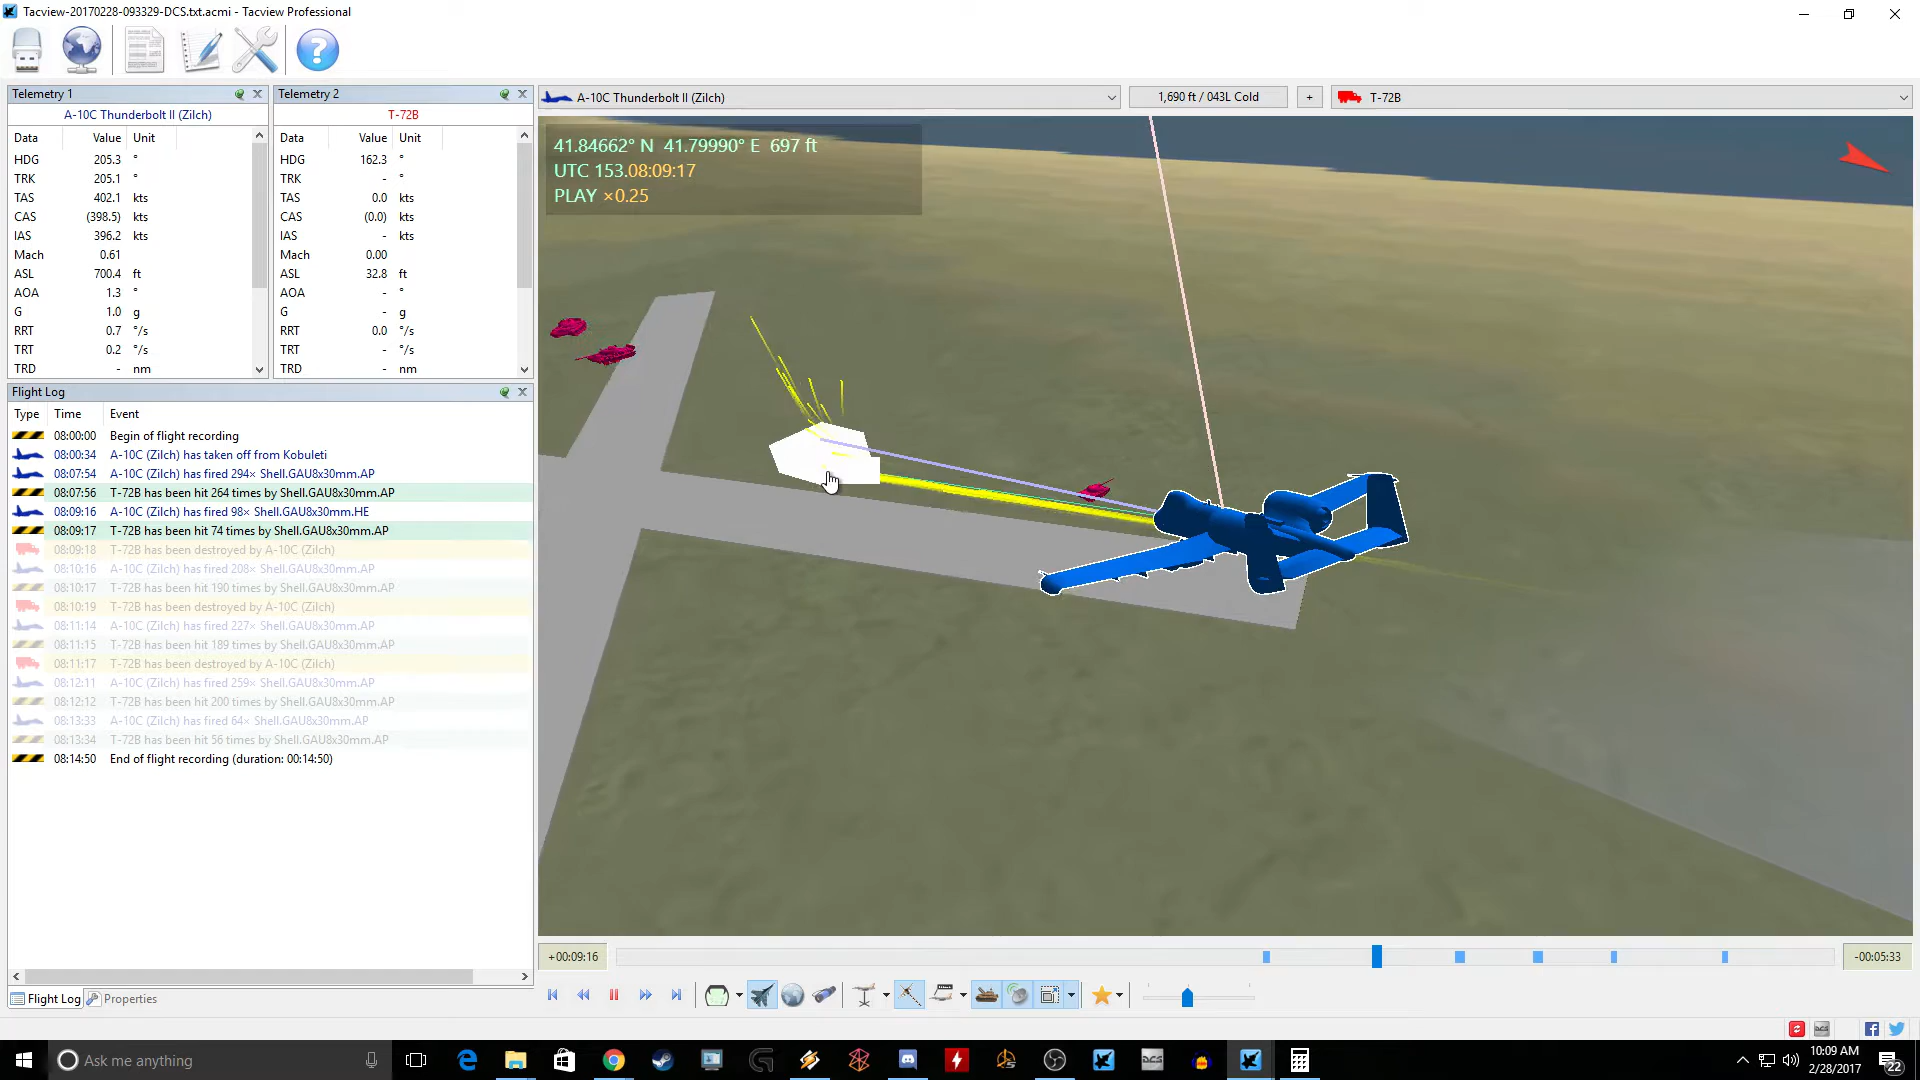 Tacview-20170228-093329-DCS.txt.acmi - Tacview Professional
Telemetry 1
A-10C Thunderbolt II (Zilch)
Data Value Unit
HDG 205.3 °
TRK 205.1 °
TAS 402.1 kts
CAS (398.5) kts
IAS 396.2 kts
Mach 0.61
ASL 700.4 ft
AOA 1.3 °
G 1.0 g
RRT 0.7 °/s
TRT 0.2 °/s
TRD - nm
Telemetry 2
T-72B
Data Value Unit
HDG 162.3 °
TRK - °
TAS 0.0 kts
CAS (0.0) kts
IAS - kts
Mach 0.00
ASL 32.8 ft
AOA - °
G - g
RRT 0.0 °/s
TRT - °/s
TRD - nm
A-10C Thunderbolt II (Zilch)
1,690 ft / 043L Cold
+
T-72B
41.84662° N 41.79990° E 697 ft
UTC 153.08:09:17
PLAY ×0.25
Flight Log
Type Time Event
08:00:00 Begin of flight recording
08:00:34 A-10C (Zilch) has taken off from Kobuleti
08:07:54 A-10C (Zilch) has fired 294× Shell.GAU8x30mm.AP
08:07:56 T-72B has been hit 264 times by Shell.GAU8x30mm.AP
08:09:16 A-10C (Zilch) has fired 98× Shell.GAU8x30mm.HE
08:09:17 T-72B has been hit 74 times by Shell.GAU8x30mm.AP
08:09:18 T-72B has been destroyed by A-10C (Zilch)
08:10:16 A-10C (Zilch) has fired 208× Shell.GAU8x30mm.AP
08:10:17 T-72B has been hit 190 times by Shell.GAU8x30mm.AP
08:10:19 T-72B has been destroyed by A-10C (Zilch)
08:11:14 A-10C (Zilch) has fired 227× Shell.GAU8x30mm.AP
08:11:15 T-72B has been hit 189 times by Shell.GAU8x30mm.AP
08:11:17 T-72B has been destroyed by A-10C (Zilch)
08:12:11 A-10C (Zilch) has fired 259× Shell.GAU8x30mm.AP
08:12:12 T-72B has been hit 200 times by Shell.GAU8x30mm.AP
08:13:33 A-10C (Zilch) has fired 64× Shell.GAU8x30mm.AP
08:13:34 T-72B has been hit 56 times by Shell.GAU8x30mm.AP
08:14:50 End of flight recording (duration: 00:14:50)
+00:09:16
-00:05:33
Flight Log
Properties
Ask me anything
DCS
10:09 AM
2/28/2017
22